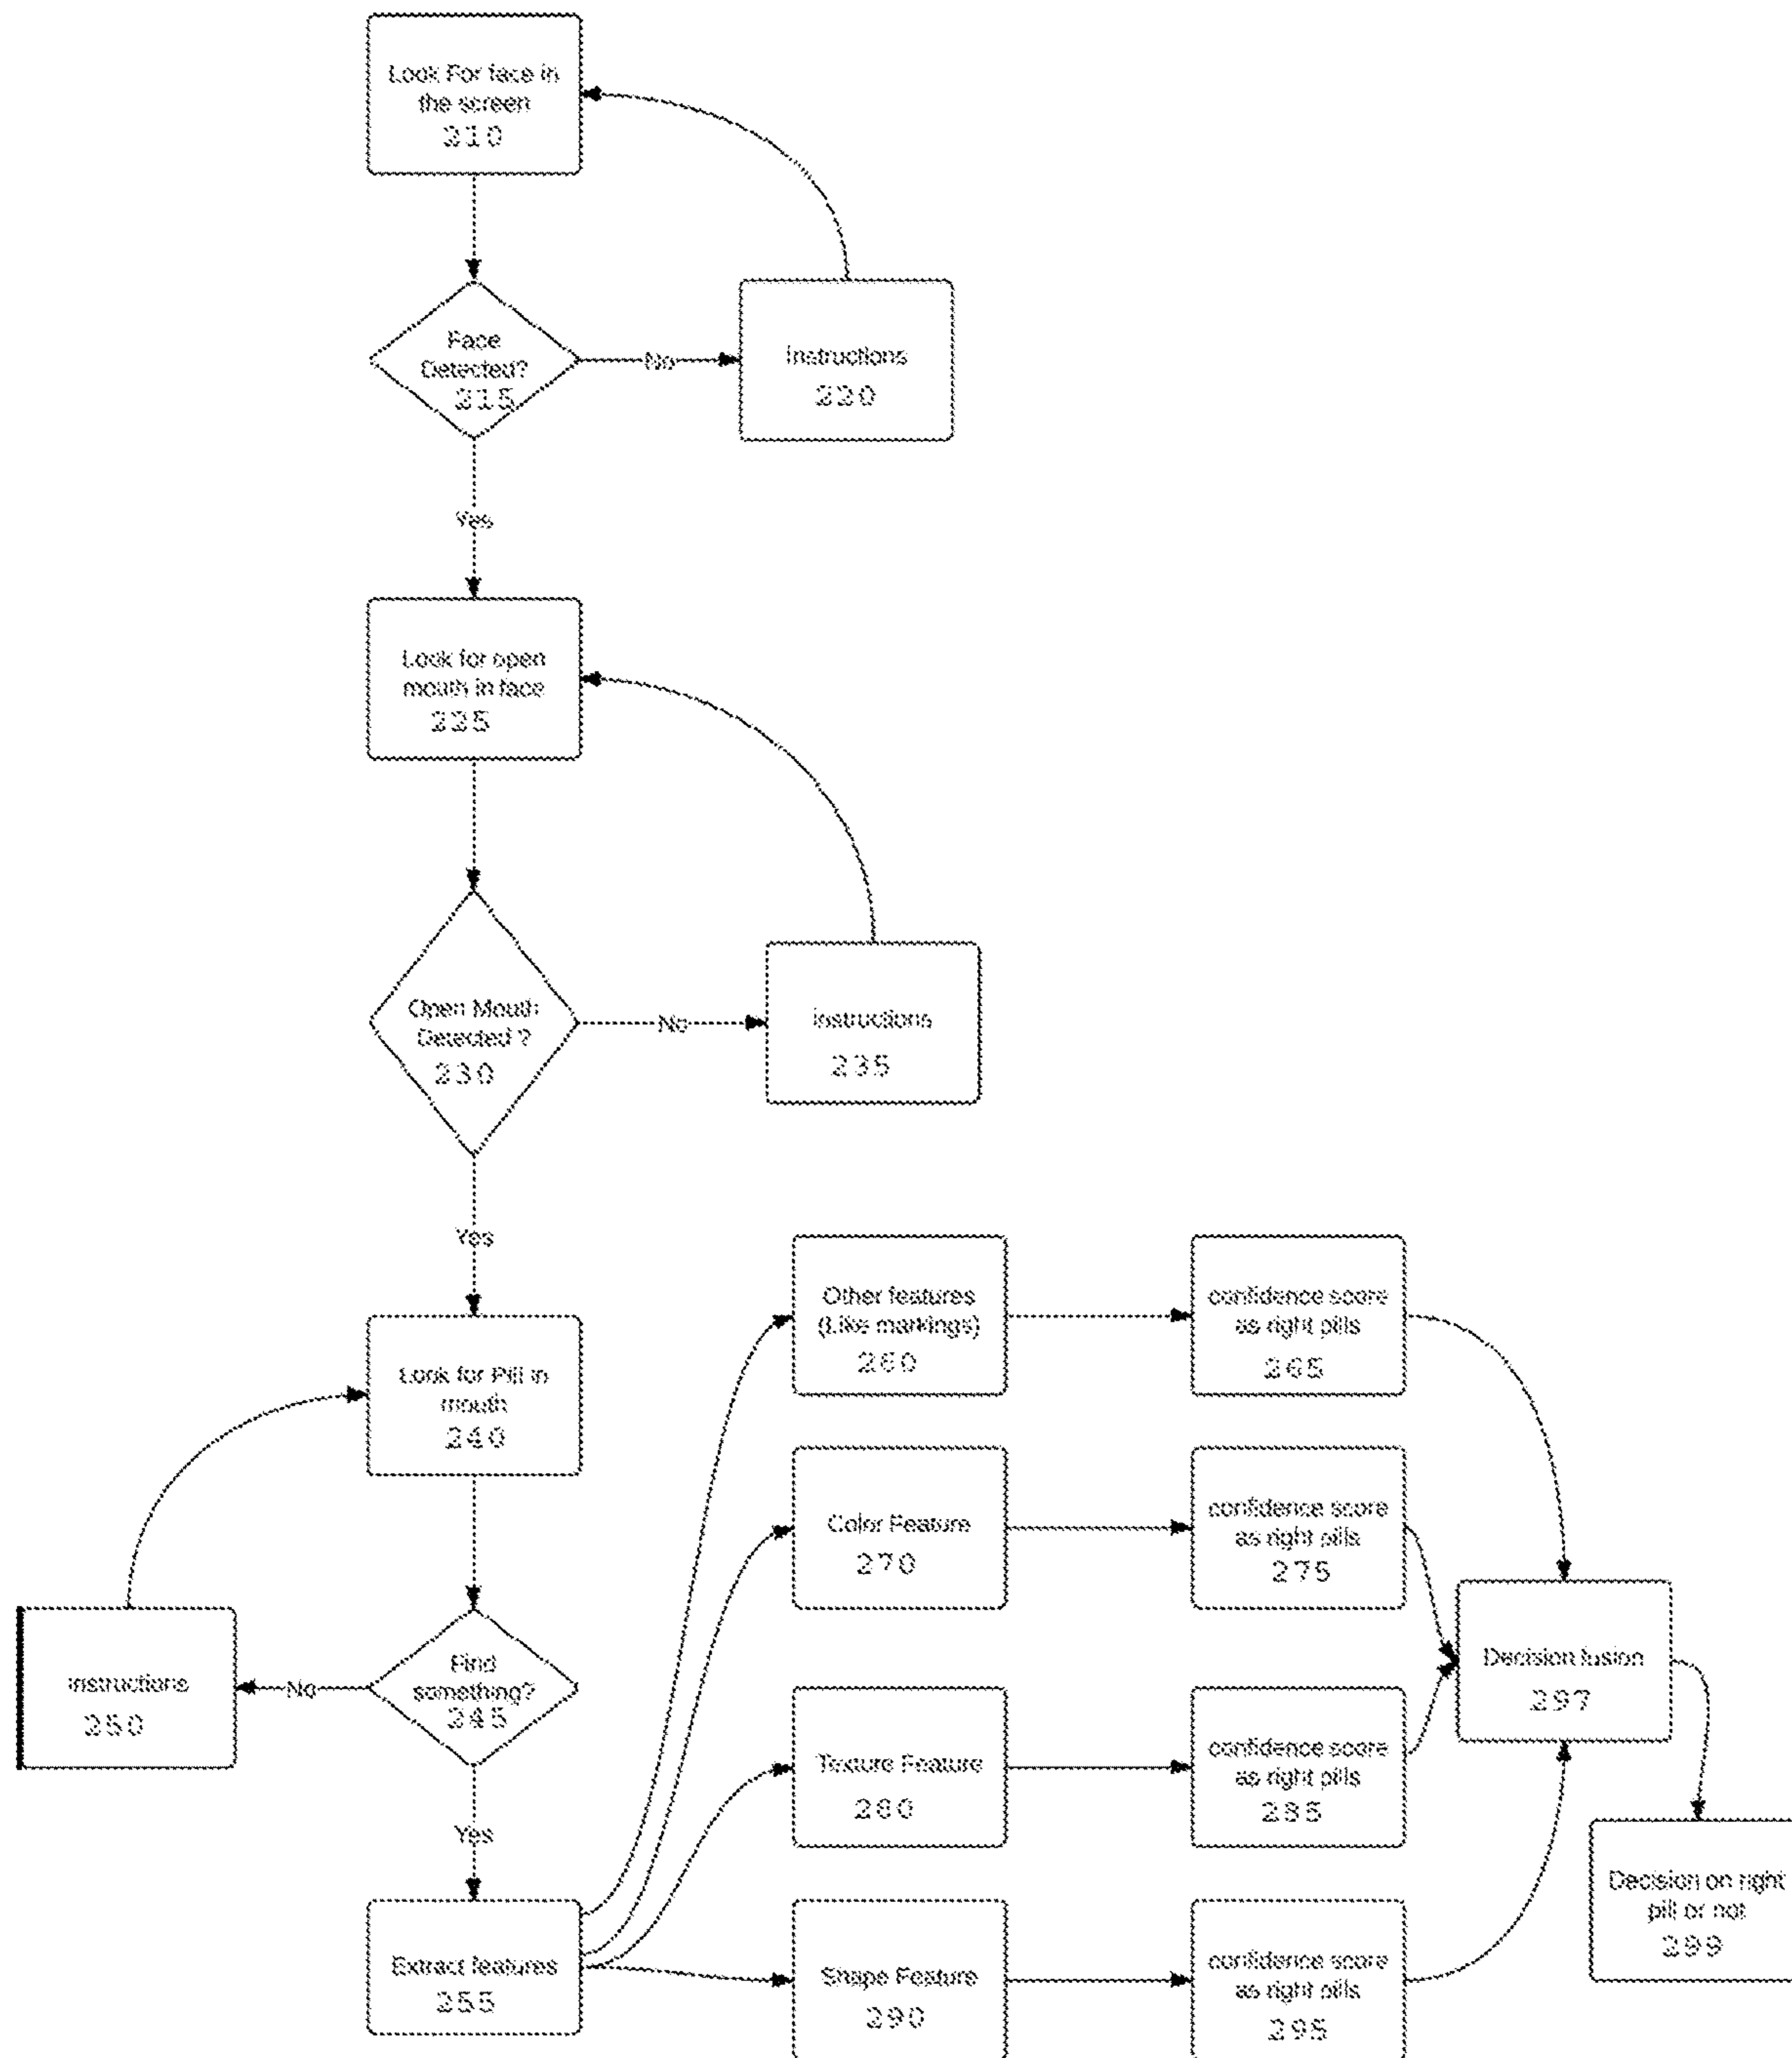 Look For face in
the screen
210
Face
Detected?
215
No
Instructions
220
Yes
Look for open
mouth in face
225
Open Mouth
Detected ?
230
No
instructions
235
Yes
Look for Pill in
mouth
240
Find
something?
245
No
instructions
250
Yes
Extract features
255
Other features
(Like markings)
260
confidence score
as right pills
265
Color Feature
270
confidence score
as right pills
275
Texture Feature
280
confidence score
as right pills
285
Shape Feature
290
confidence score
as right pills
295
Decision fusion
297
Decision on right
pill or not
299